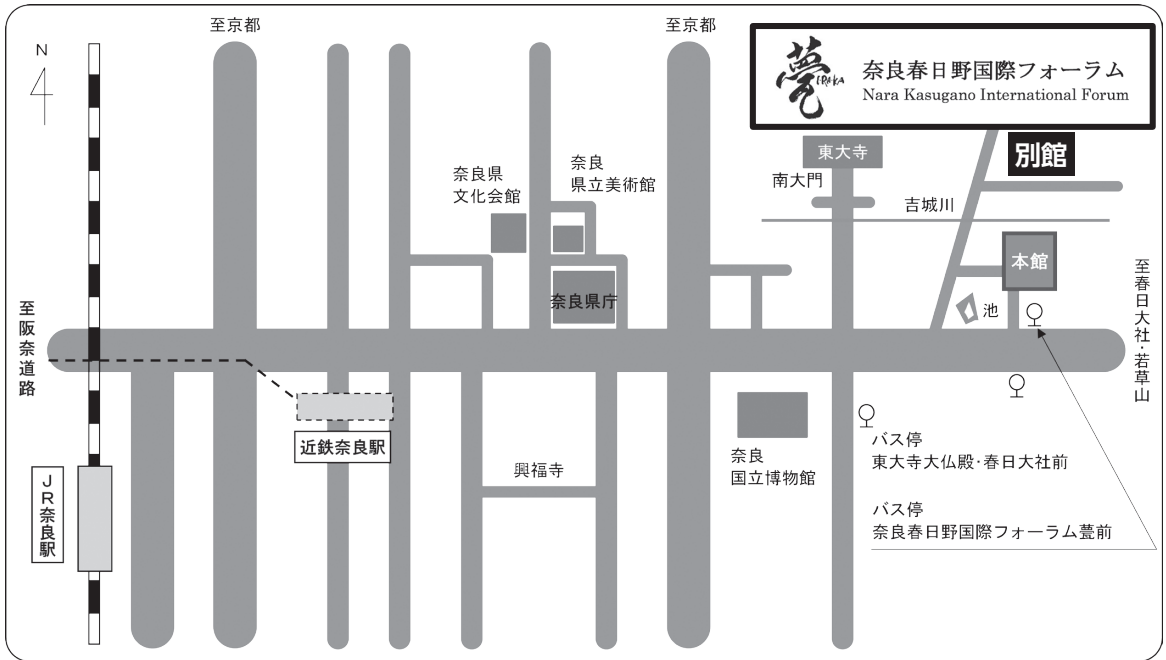 至京都
至京都
N
甍
IRAKA
奈良春日野国際フォーラム
Nara Kasugano International Forum
別館
東大寺
南大門
吉城川
奈良県
文化会館
奈良
県立美術館
本館
奈良県庁
池
至阪奈道路
至春日大社・若草山
近鉄奈良駅
JR奈良駅
興福寺
奈良
国立博物館
バス停
東大寺大仏殿・春日大社前
バス停
奈良春日野国際フォーラム甍前